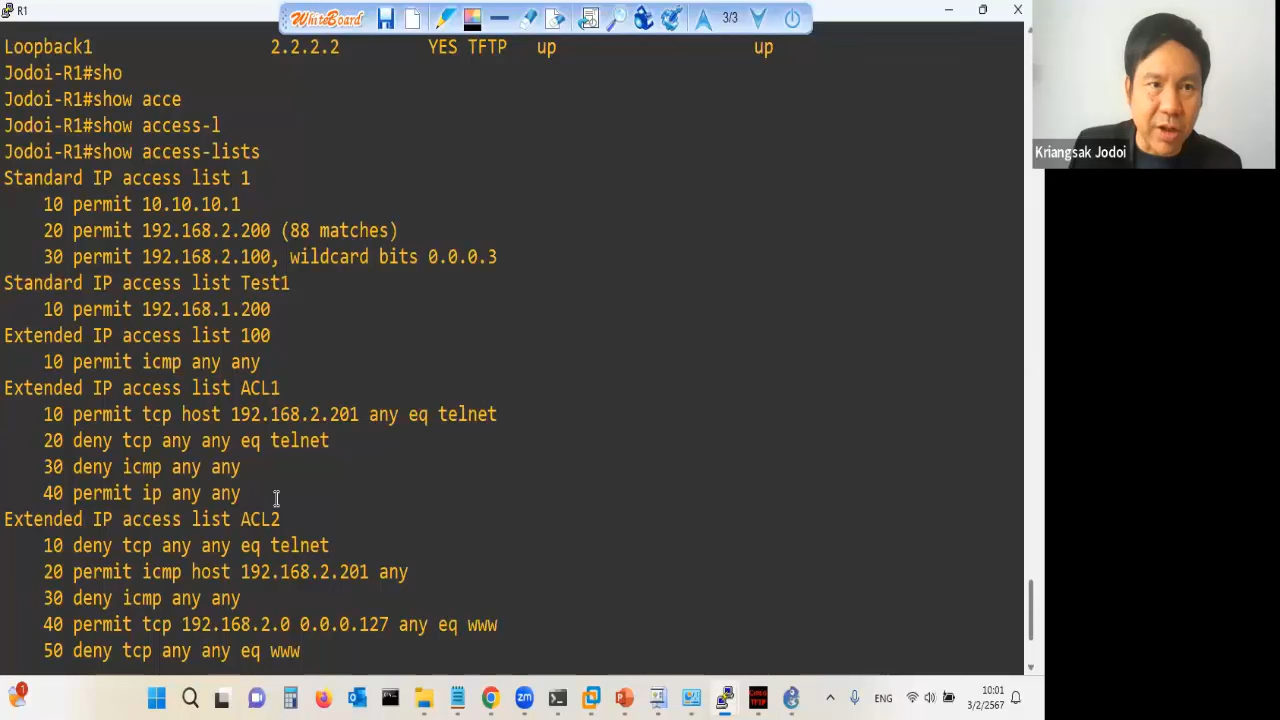 R1
WhiteBoard
3/3
Loopback1 2.2.2.2 YES TFTP up up
Jodoi-R1#sho
Jodoi-R1#show acce
Jodoi-R1#show access-l
Jodoi-R1#show access-lists
Standard IP access list 1
10 permit 10.10.10.1
20 permit 192.168.2.200 (88 matches)
30 permit 192.168.2.100, wildcard bits 0.0.0.3
Standard IP access list Test1
10 permit 192.168.1.200
Extended IP access list 100
10 permit icmp any any
Extended IP access list ACL1
10 permit tcp host 192.168.2.201 any eq telnet
20 deny tcp any any eq telnet
30 deny icmp any any
40 permit ip any any
Extended IP access list ACL2
10 deny tcp any any eq telnet
20 permit icmp host 192.168.2.201 any
30 deny icmp any any
40 permit tcp 192.168.2.0 0.0.0.127 any eq www
50 deny tcp any any eq www
Kriangsak Jodoi
1
zm
ENG
10:01
3/2/2567